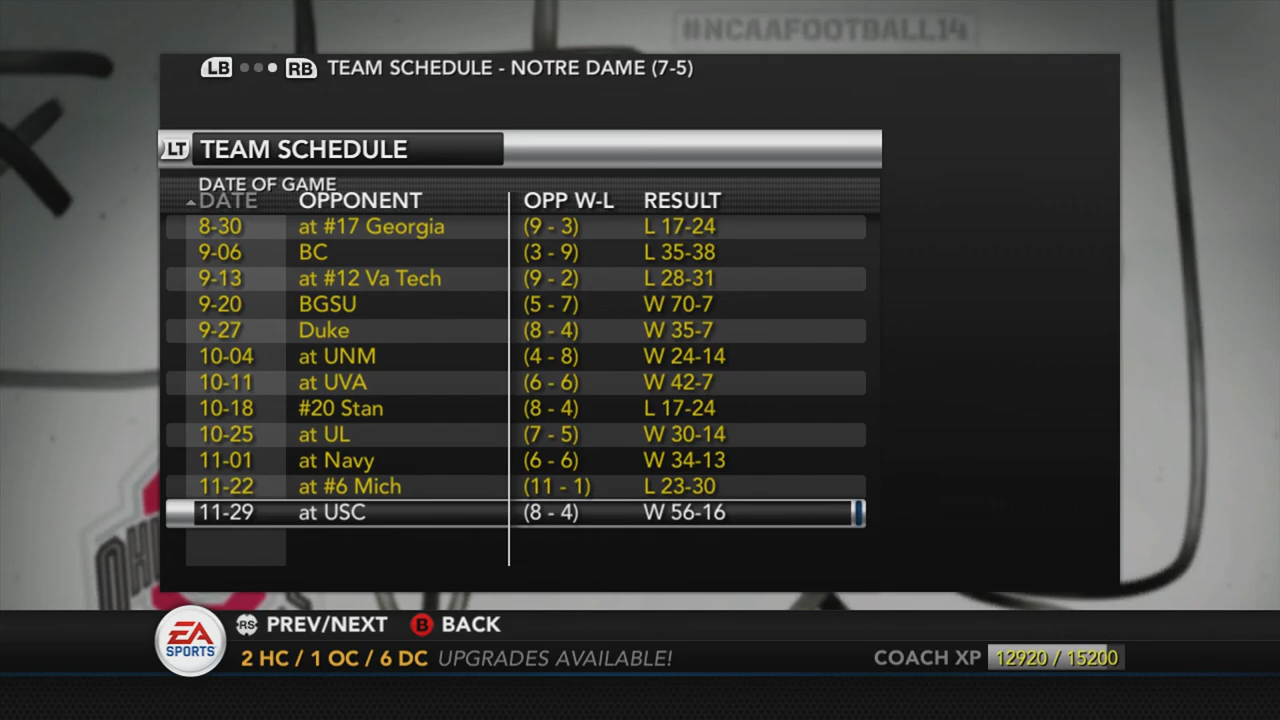 #NCAAFOOTBALL14
LB RB TEAM SCHEDULE - NOTRE DAME (7-5)
LT TEAM SCHEDULE
DATE OF GAME
DATE OPPONENT OPP W-L RESULT
8-30 at #17 Georgia (9 - 3) L 17-24
9-06 BC (3 - 9) L 35-38
9-13 at #12 Va Tech (9 - 2) L 28-31
9-20 BGSU (5 - 7) W 70-7
9-27 Duke (8 - 4) W 35-7
10-04 at UNM (4 - 8) W 24-14
10-11 at UVA (6 - 6) W 42-7
10-18 #20 Stan (8 - 4) L 17-24
10-25 at UL (7 - 5) W 30-14
11-01 at Navy (6 - 6) W 34-13
11-22 at #6 Mich (11 - 1) L 23-30
11-29 at USC (8 - 4) W 56-16
RS PREV/NEXT B BACK
EA SPORTS
2 HC / 1 OC / 6 DC UPGRADES AVAILABLE! COACH XP 12920 / 15200